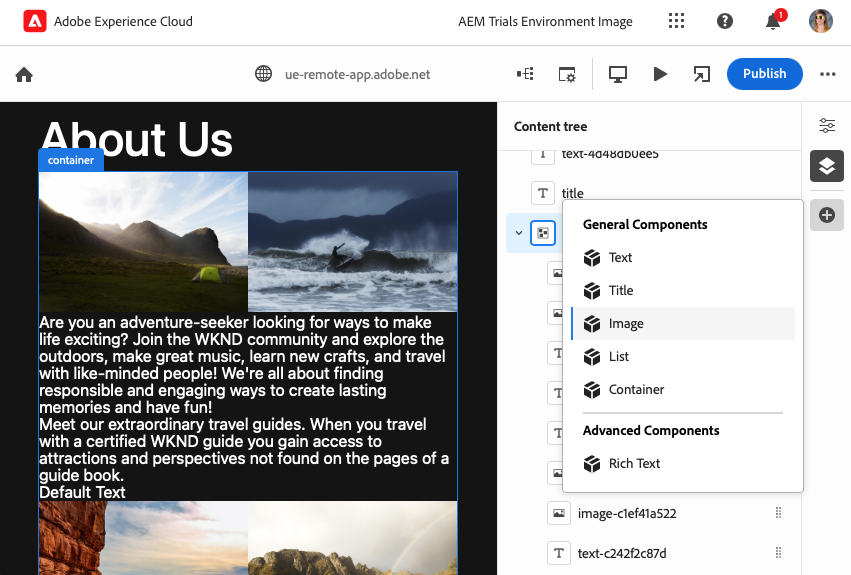 Adobe Experience Cloud
AEM Trials Environment Image
1
ue-remote-app.adobe.net
Publish
About Us
container
Are you an adventure-seeker looking for ways to make
life exciting? Join the WKND community and explore the
outdoors, make great music, learn new crafts, and travel
with like-minded people! We're all about finding
responsible and engaging ways to create lasting
memories and have fun!
Meet our extraordinary travel guides. When you travel
with a certified WKND guide you gain access to
attractions and perspectives not found on the pages of a
guide book.
Default Text
Content tree
text-4d48db0ee5
title
General Components
Text
Title
Image
List
Container
Advanced Components
Rich Text
image-c1ef41a522
text-c242f2c87d